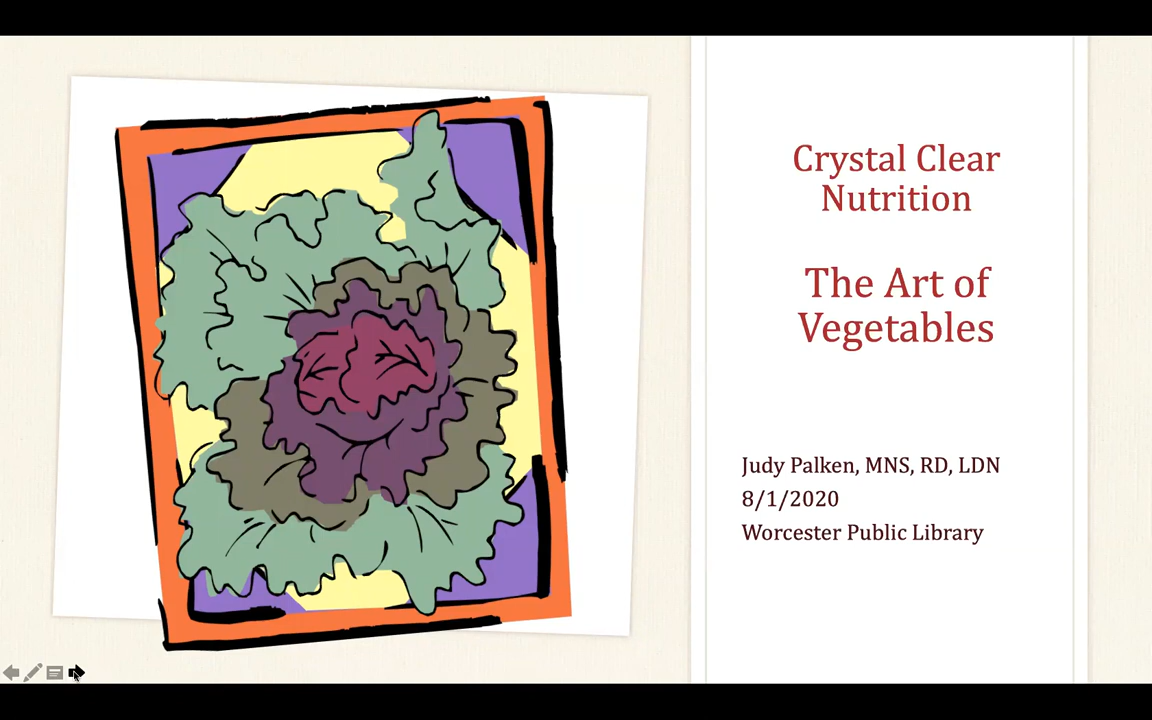 Crystal Clear
Nutrition
The Art of
Vegetables
Judy Palken, MNS, RD, LDN
8/1/2020
Worcester Public Library